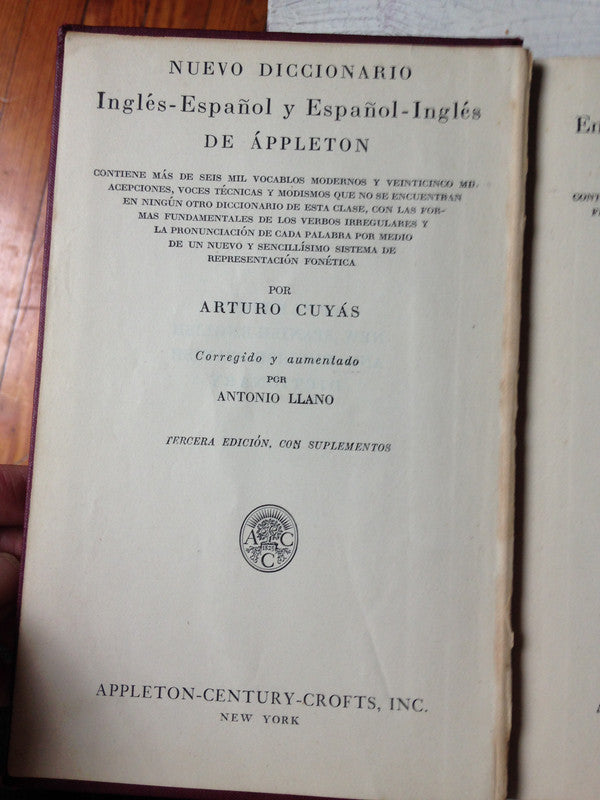 NUEVO DICCIONARIO
Inglés-Español y Español-Inglés
DE ÁPPLETON
CONTIENE MÁS DE SEIS MIL VOCABLOS MODERNOS Y VEINTICINCO MIL
ACEPCIONES, VOCES TÉCNICAS Y MODISMOS QUE NO SE ENCUENTRAN
EN NINGÚN OTRO DICCIONARIO DE ESTA CLASE, CON LAS FOR-
MAS FUNDAMENTALES DE LOS VERBOS IRREGULARES Y
LA PRONUNCIACIÓN DE CADA PALABRA POR MEDIO
DE UN NUEVO Y SENCILLÍSIMO SISTEMA DE
REPRESENTACIÓN FONÉTICA
POR
ARTURO CUYÁS
Corregido y aumentado
POR
ANTONIO LLANO
TERCERA EDICIÓN, CON SUPLEMENTOS
A C
1825
C
APPLETON-CENTURY-CROFTS, INC.
NEW YORK
En
CONT